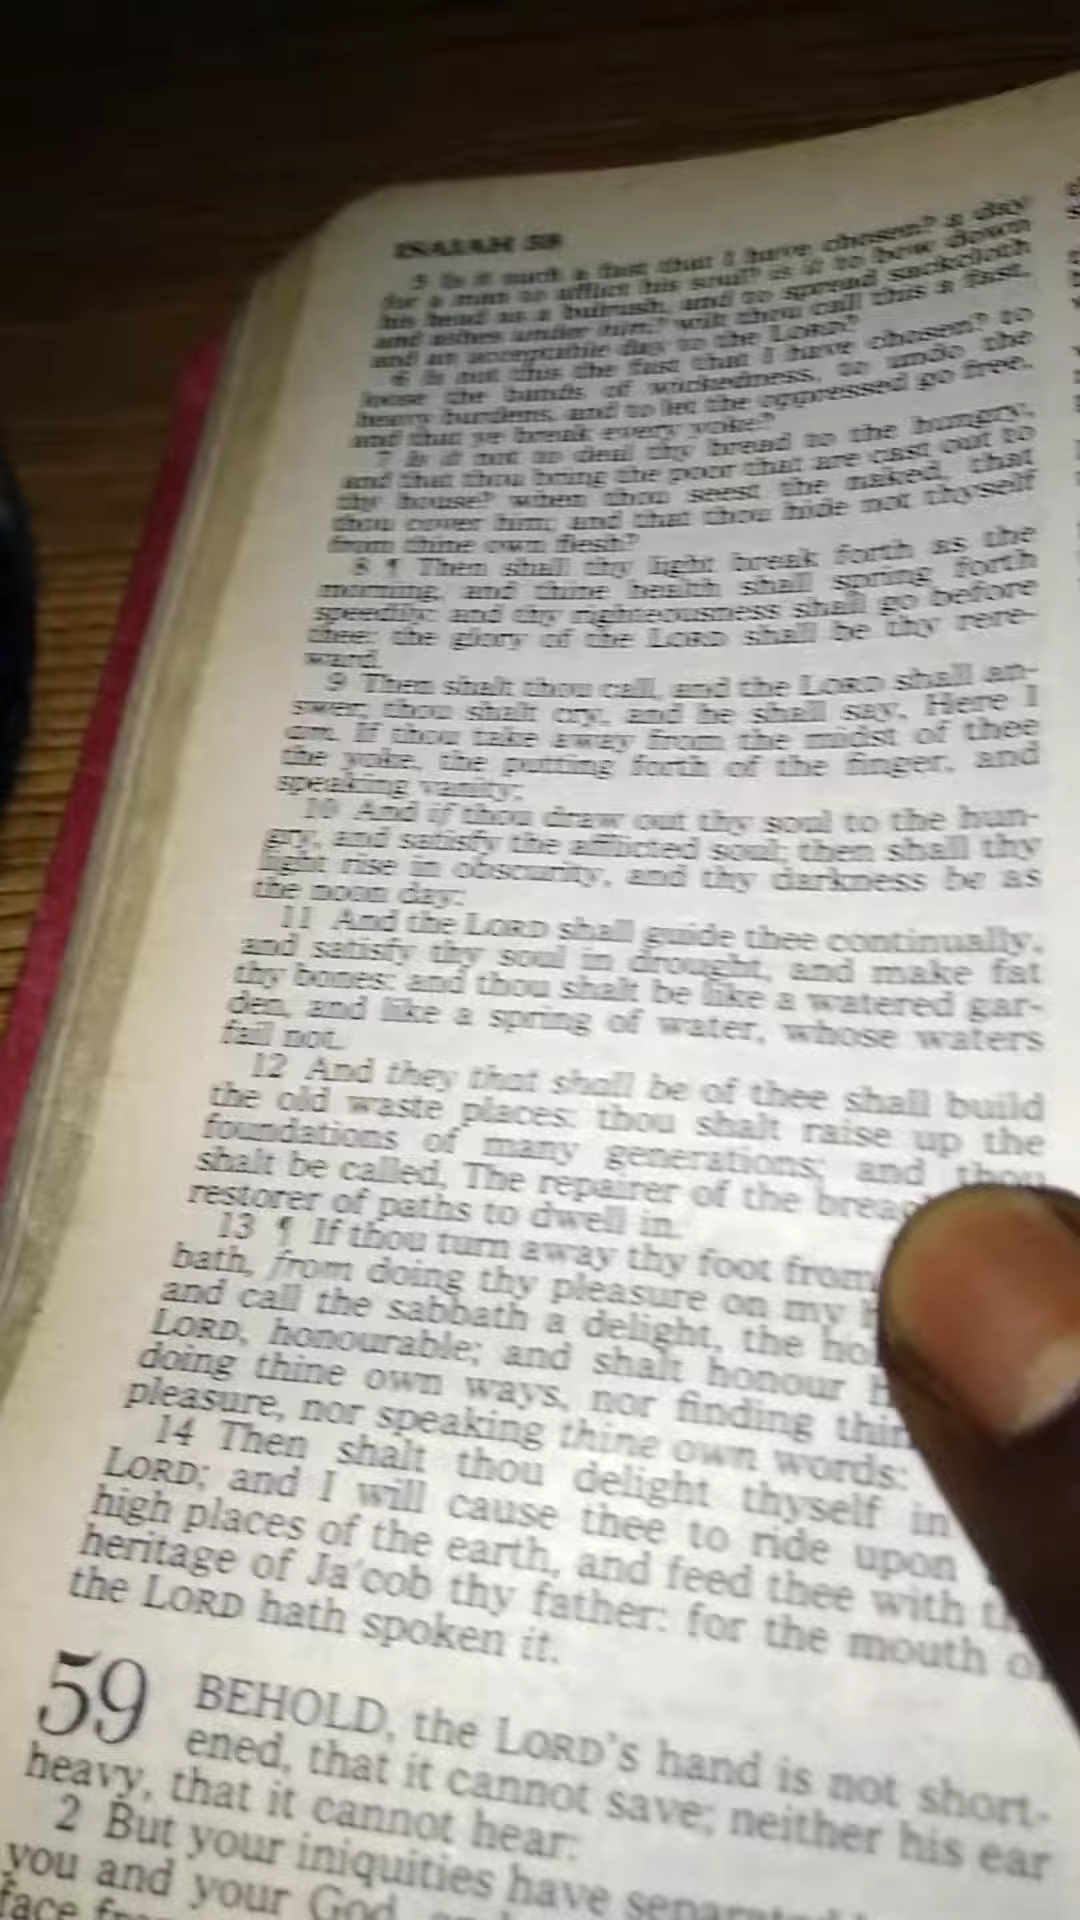 ISAIAH 58
5 Is it such a fast that I have chosen? a day
for a man to afflict his soul? is it to bow down
his head as a bulrush, and to spread sackcloth
and ashes under him? wilt thou call this a fast,
and an acceptable day to the LORD?
6 Is not this the fast that I have chosen? to
loose the bands of wickedness, to undo the
heavy burdens, and to let the oppressed go free,
and that ye break every yoke?
7 Is it not to deal thy bread to the hungry,
and that thou bring the poor that are cast out to
thy house? when thou seest the naked, that
thou cover him; and that thou hide not thyself
from thine own flesh?
8 ¶ Then shall thy light break forth as the
morning, and thine health shall spring forth
speedily: and thy righteousness shall go before
thee; the glory of the LORD shall be thy rere-
ward.
9 Then shalt thou call, and the LORD shall an-
swer; thou shalt cry, and he shall say, Here I
am. If thou take away from the midst of thee
the yoke, the putting forth of the finger, and
speaking vanity;
10 And if thou draw out thy soul to the hun-
gry, and satisfy the afflicted soul; then shall thy
light rise in obscurity, and thy darkness be as
the noon day:
11 And the LORD shall guide thee continually,
and satisfy thy soul in drought, and make fat
thy bones: and thou shalt be like a watered gar-
den, and like a spring of water, whose waters
fail not.
12 And they that shall be of thee shall build
the old waste places: thou shalt raise up the
foundations of many generations; and thou
shalt be called, The repairer of the breac
restorer of paths to dwell in.
13 ¶ If thou turn away thy foot from
bath, from doing thy pleasure on my
and call the sabbath a delight, the hol
LORD, honourable; and shalt honour
doing thine own ways, nor finding thin
pleasure, nor speaking thine own words:
14 Then shalt thou delight thyself in
LORD; and I will cause thee to ride upon
high places of the earth, and feed thee with th
heritage of Ja'cob thy father: for the mouth of
the LORD hath spoken it.
59 BEHOLD, the LORD'S hand is not short-
ened, that it cannot save; neither his ear
heavy, that it cannot hear:
2 But your iniquities have separated
you and your God,
face